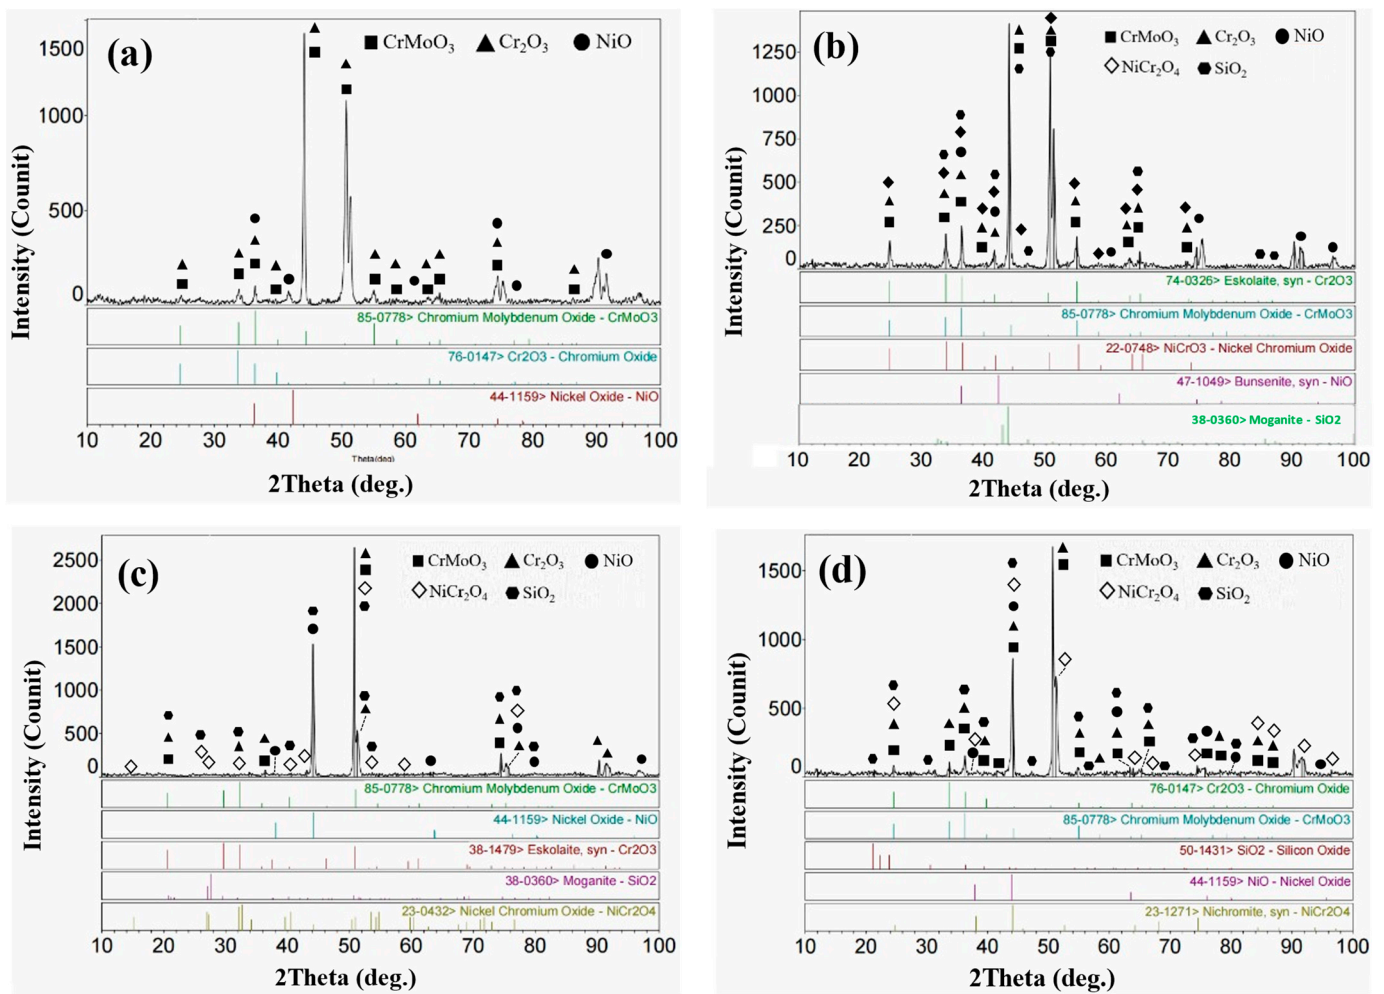 (a)
CrMoO₃ Cr₂O₃ NiO
Intensity (Counit)
1500
1000
500
0
85-0778> Chromium Molybdenum Oxide - CrMoO3
76-0147> Cr2O3 - Chromium Oxide
44-1159> Nickel Oxide - NiO
10 20 30 40 50 60 70 80 90 100
Theta(deg)
2Theta (deg.)
(b)
CrMoO₃ Cr₂O₃ NiO
NiCr₂O₄ SiO₂
Intensity (Counit)
1250
1000
750
500
250
0
74-0326> Eskolaite, syn - Cr2O3
85-0778> Chromium Molybdenum Oxide - CrMoO3
22-0748> NiCrO3 - Nickel Chromium Oxide
47-1049> Bunsenite, syn - NiO
38-0360> Moganite - SiO2
10 20 30 40 50 60 70 80 90 100
2Theta (deg.)
(c)
CrMoO₃ Cr₂O₃ NiO
NiCr₂O₄ SiO₂
Intensity (Counit)
2500
2000
1500
1000
500
0
85-0778> Chromium Molybdenum Oxide - CrMoO3
44-1159> Nickel Oxide - NiO
38-1479> Eskolaite, syn - Cr2O3
38-0360> Moganite - SiO2
23-0432> Nickel Chromium Oxide - NiCr2O4
10 20 30 40 50 60 70 80 90 100
2Theta (deg.)
(d)
CrMoO₃ Cr₂O₃ NiO
NiCr₂O₄ SiO₂
Intensity (Counit)
1500
1000
500
0
76-0147> Cr2O3 - Chromium Oxide
85-0778> Chromium Molybdenum Oxide - CrMoO3
50-1431> SiO2 - Silicon Oxide
44-1159> NiO - Nickel Oxide
23-1271> Nichromite, syn - NiCr2O4
10 20 30 40 50 60 70 80 90 100
2Theta (deg.)